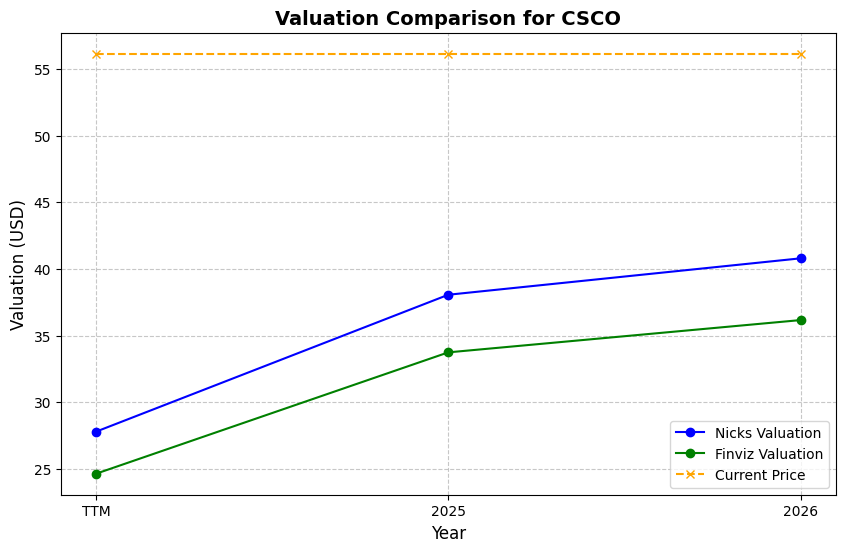 Valuation Comparison for CSCO
Valuation (USD)
55
50
45
40
35
30
25
TTM
2025
2026
Year
Nicks Valuation
Finviz Valuation
Current Price